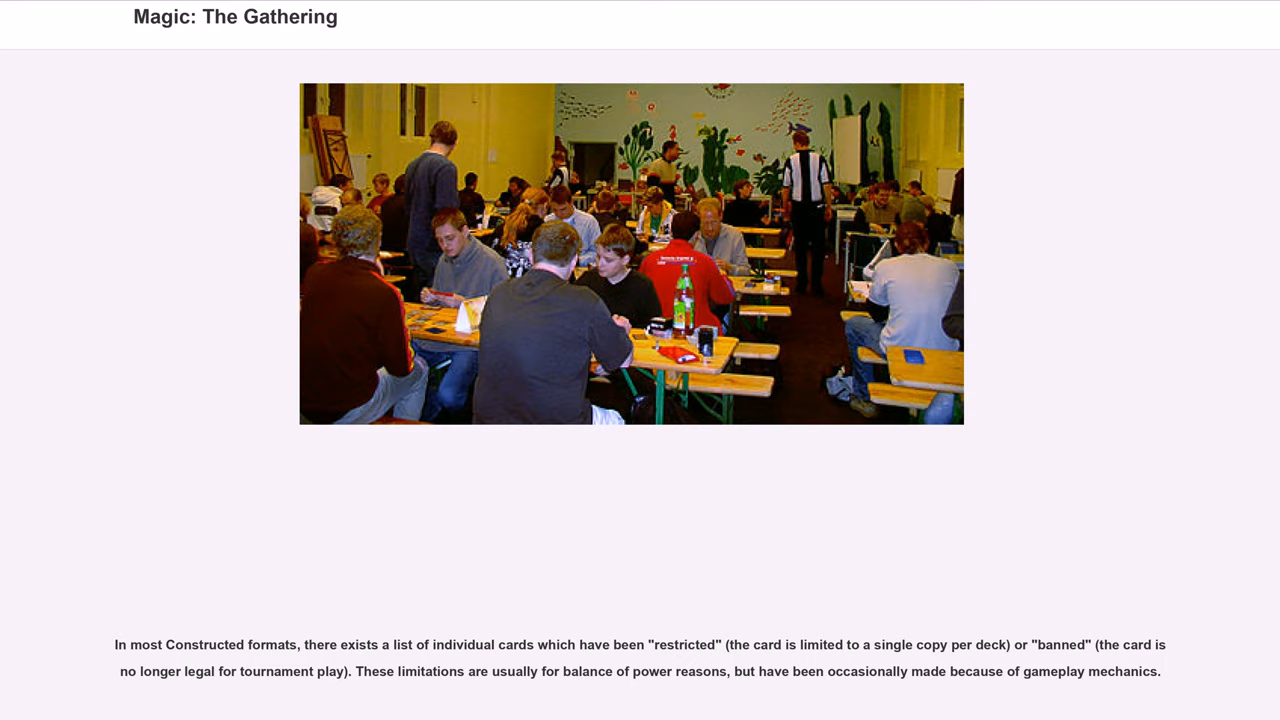 Magic: The Gathering
In most Constructed formats, there exists a list of individual cards which have been "restricted" (the card is limited to a single copy per deck) or "banned" (the card is
no longer legal for tournament play). These limitations are usually for balance of power reasons, but have been occasionally made because of gameplay mechanics.